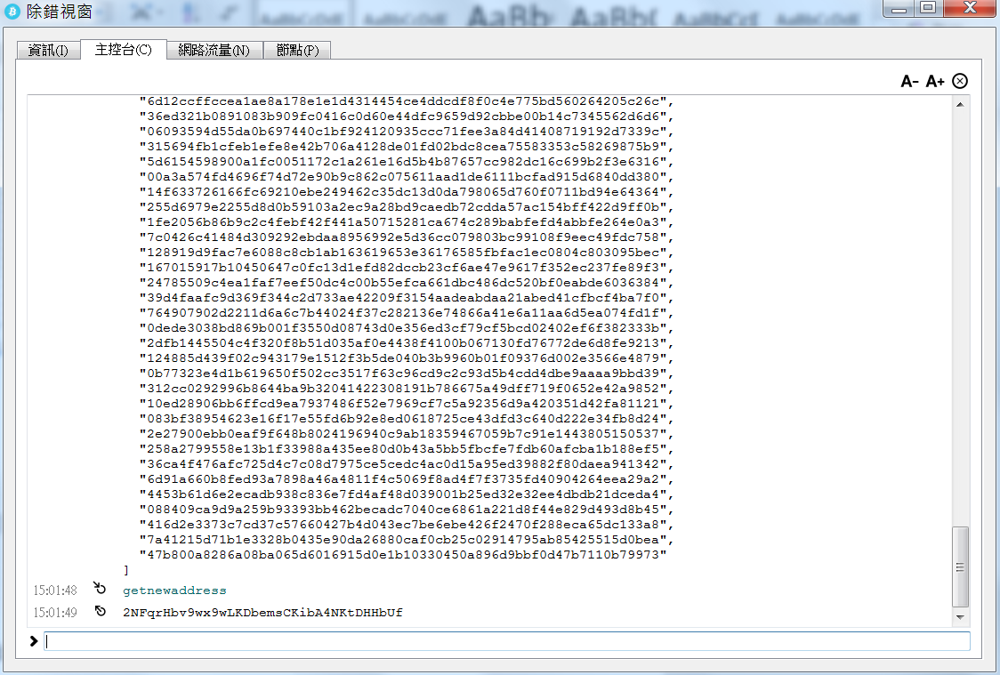 除錯視窗
資訊(I) 主控台(C) 網路流量(N) 節點(P)
A- A+
"6d12ccffccea1ae8a178e1e1d4314454ce4ddcdf8f0c4e775bd560264205c26c",
"36ed321b0891083b909fc0416c0d60e44dfc9659d92cbbe00b14c7345562d6d6",
"06093594d55da0b697440c1bf924120935ccc71fee3a84d41408719192d7339c",
"315694fb1cfeb1efe8e42b706a4128de01fd02bdc8cea75583353c58269875b9",
"5d6154598900a1fc0051172c1a261e16d5b4b87657cc982dc16c699b2f3e6316",
"00a3a574fd4696f74d72e90b9c862c075611aad1de6111bcfad915d6840dd380",
"14f633726166fc69210ebe249462c35dc13d0da798065d760f0711bd94e64364",
"255d6979e2255d8d0b59103a2ec9a28bd9caedb72cdda57ac154bff422d9ff0b",
"1fe2056b86b9c2c4febf42f441a50715281ca674c289babfefd4abbfe264e0a3",
"7c0426c41484d309292ebdaa8956992e5d36cc079803bc99108f9eec49fdc758",
"128919d9fac7e6088c8cb1ab163619653e36176585fbfac1ec0804c803095bec",
"167015917b10450647c0fc13d1efd82dccb23cf6ae47e9617f352ec237fe89f3",
"24785509c4ea1faf7eef50dc4c00b55efca661dbc486dc520bf0eabde6036384",
"39d4faafc9d369f344c2d733ae42209f3154aadeabdaa21abed41cfbcf4ba7f0",
"764907902d2211d6a6c7b44024f37c282136e74866a41e6a11aa6d5ea074fd1f",
"0dede3038bd869b001f3550d08743d0e356ed3cf79cf5bcd02402ef6f382333b",
"2dfb1445504c4f320f8b51d035af0e4438f4100b067130fd76772de6d8fe9213",
"124885d439f02c943179e1512f3b5de040b3b9960b01f09376d002e3566e4879",
"0b77323e4d1b619650f502cc3517f63c96cd9c2c93d5b4cdd4dbe9aaaa9bbd39",
"312cc0292996b8644ba9b32041422308191b786675a49dff719f0652e42a9852",
"10ed28906bb6ffcd9ea7937486f52e7969cf7c5a92356d9a420351d42fa81121",
"083bf38954623e16f17e55fd6b92e8ed0618725ce43dfd3c640d222e34fb8d24",
"2e27900ebb0eaf9f648b8024196940c9ab18359467059b7c91e1443805150537",
"258a2799558e13b1f33988a435ee80d0b43a5bb5fbcfe7fdb60afcba1b188ef5",
"36ca4f476afc725d4c7c08d7975ce5cedc4ac0d15a95ed39882f80daea941342",
"6d91a660b8fed93a7898a46a4811f4c5069f8ad4f7f3735fd40904264eea29a2",
"4453b61d6e2ecadb938c836e7fd4af48d039001b25ed32e32ee4dbdb21dceda4",
"088409ca9d9a259b93393bb462becadc7040ce6861a221d8f44e829d493d8b45",
"416d2e3373c7cd37c57660427b4d043ec7be6ebe426f2470f288eca65dc133a8",
"7a41215d71b1e3328b0435e90da26880caf0cb25c02914795ab85425515d0bea",
"47b800a8286a08ba065d6016915d0e1b10330450a896d9bbf0d47b7110b79973"
]
15:01:48 getnewaddress
15:01:49 2NFqrHbv9wx9wLKDbemsCKibA4NKtDHHbUf